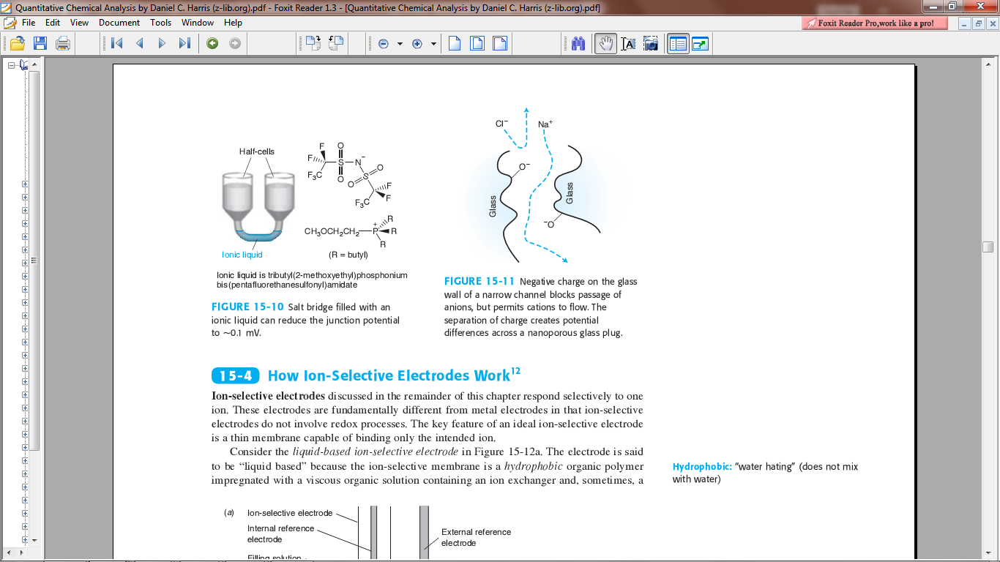 Quantitative Chemical Analysis by Daniel C. Harris (z-lib.org).pdf - Foxit Reader 1.3 - [Quantitative Chemical Analysis by Daniel C. Harris (z-lib.org).pdf]
File Edit View Document Tools Window Help
Foxit Reader Pro,work like a pro!
Half-cells
F O
F S N −
F3C O S O
O F
F3C F
CH3OCH2CH2 P + R
R
R
Ionic liquid (R = butyl)
Ionic liquid is tributyl(2-methoxyethyl)phosphonium
bis(pentafluorethanesulfonyl)amidate
FIGURE 15-10 Salt bridge filled with an
ionic liquid can reduce the junction potential
to ~0.1 mV.
Cl− Na+
O−
Glass Glass
−O
FIGURE 15-11 Negative charge on the glass
wall of a narrow channel blocks passage of
anions, but permits cations to flow. The
separation of charge creates potential
differences across a nanoporous glass plug.
15-4 How Ion-Selective Electrodes Work12
Ion-selective electrodes discussed in the remainder of this chapter respond selectively to one
ion. These electrodes are fundamentally different from metal electrodes in that ion-selective
electrodes do not involve redox processes. The key feature of an ideal ion-selective electrode
is a thin membrane capable of binding only the intended ion.
Consider the liquid-based ion-selective electrode in Figure 15-12a. The electrode is said
to be “liquid based” because the ion-selective membrane is a hydrophobic organic polymer
impregnated with a viscous organic solution containing an ion exchanger and, sometimes, a
Hydrophobic: “water hating” (does not mix
with water)
(a) Ion-selective electrode
Internal reference
electrode
Filling solution
External reference
electrode